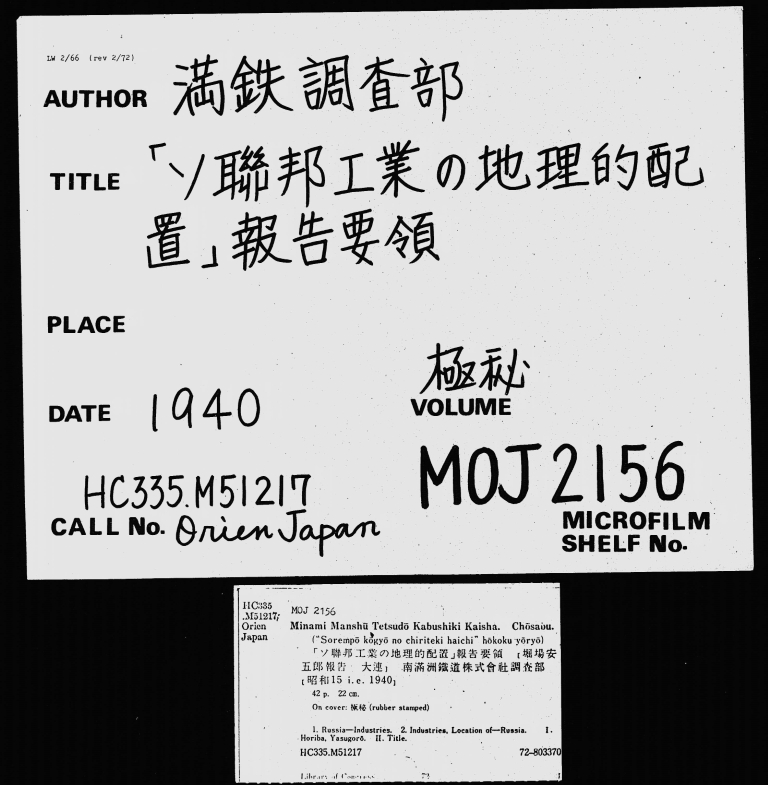 LW 2/66 (rev 2/72)
AUTHOR 満鉄調査部
TITLE 「ソ聯邦工業の地理的配
置」報告要領
PLACE
極秘
DATE 1940 VOLUME
HC335.M51217 MOJ 2156
CALL No. Orien Japan MICROFILM
SHELF No.
HC335 MOJ 2156
.M51217
Orien Minami Manshū Tetsudō Kabushiki Kaisha. Chōsabu.
Japan ("Sorempō kōgyō no chiriteki haichi" hōkoku yōryō)
「ソ聯邦工業の地理的配置」報告要領 [堀場安
五郎報告 大連] 南滿洲鐵道株式會社調査部
[昭和15 i.e. 1940]
42 p. 22 cm.
On cover: 極秘 (rubber stamped)
1. Russia—Industries. 2. Industries, Location of—Russia. I.
Horiba, Yasugorō. II. Title.
HC335.M51217 72-803370
Library of Congress 72